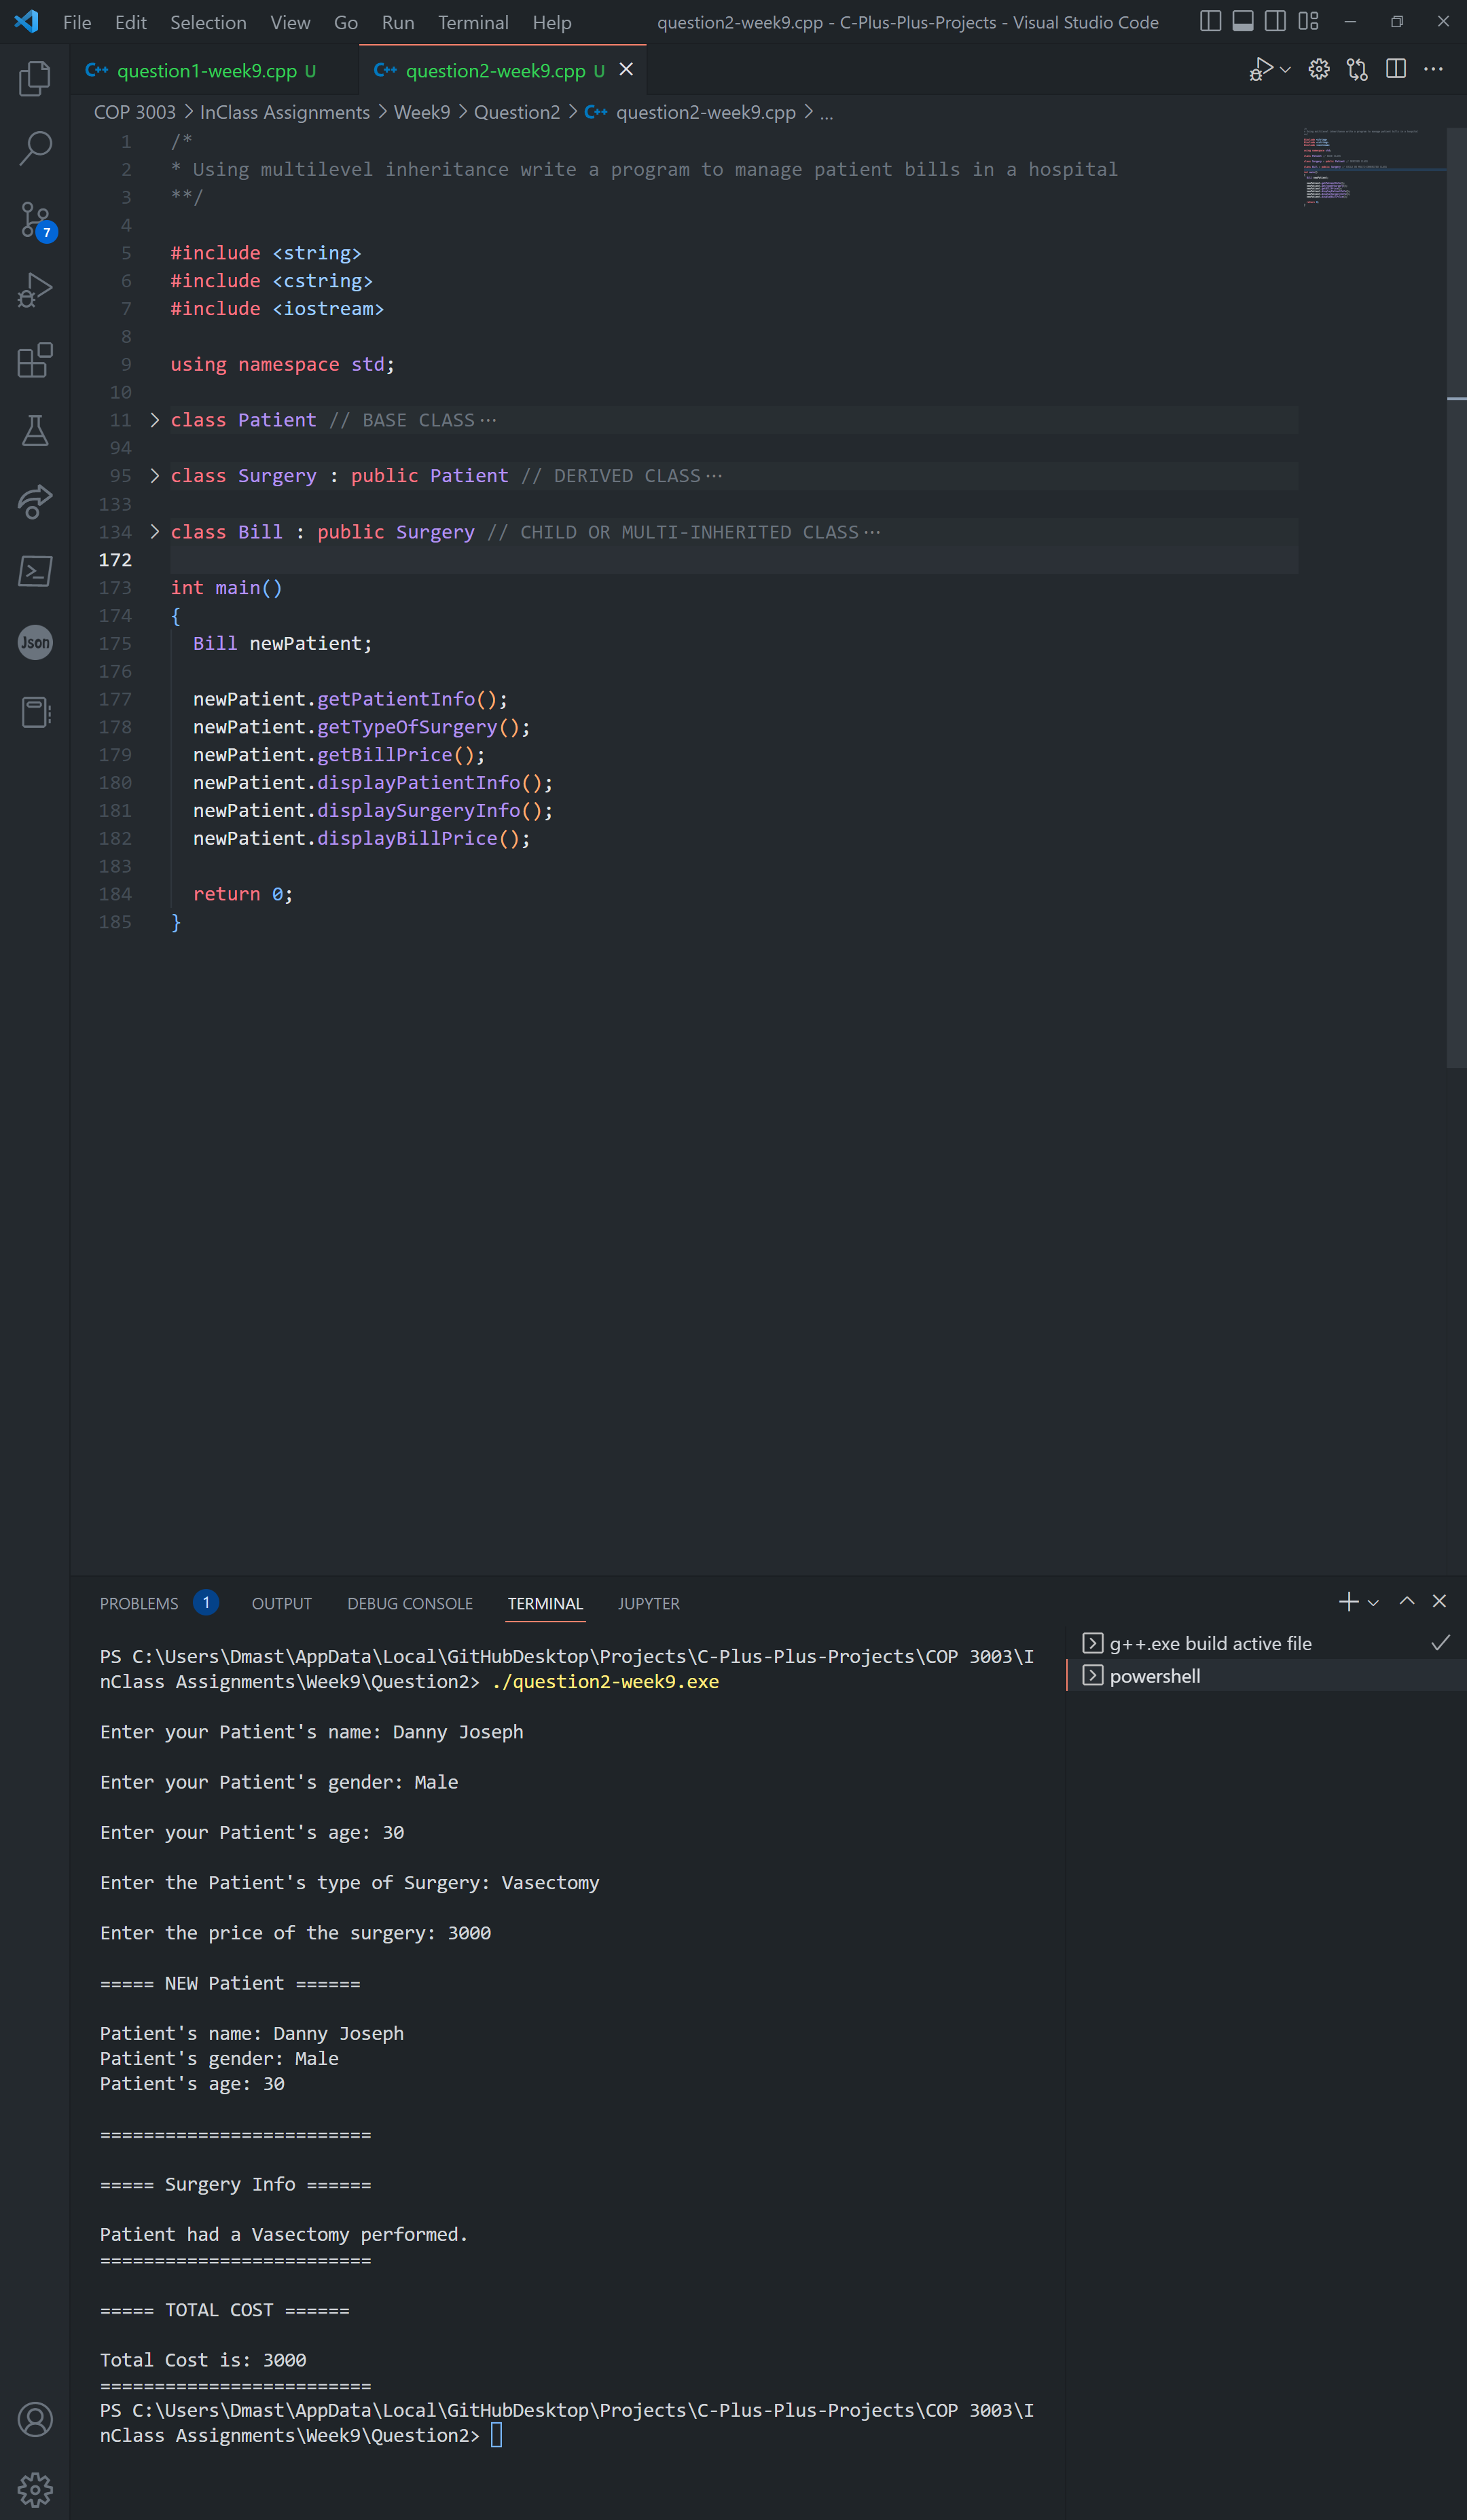 File Edit Selection View Go Run Terminal Help question2-week9.cpp - C-Plus-Plus-Projects - Visual Studio Code
C++ question1-week9.cpp U C++ question2-week9.cpp U
COP 3003 > InClass Assignments > Week9 > Question2 > C++ question2-week9.cpp > ...
1 /*
2 * Using multilevel inheritance write a program to manage patient bills in a hospital
3 **/
4
5 #include <string>
6 #include <cstring>
7 #include <iostream>
8
9 using namespace std;
10
11 > class Patient // BASE CLASS ...
94
95 > class Surgery : public Patient // DERIVED CLASS ...
133
134 > class Bill : public Surgery // CHILD OR MULTI-INHERITED CLASS ...
172
173 int main()
174 {
175 Bill newPatient;
176
177 newPatient.getPatientInfo();
178 newPatient.getTypeOfSurgery();
179 newPatient.getBillPrice();
180 newPatient.displayPatientInfo();
181 newPatient.displaySurgeryInfo();
182 newPatient.displayBillPrice();
183
184 return 0;
185 }
7
Json
PROBLEMS 1 OUTPUT DEBUG CONSOLE TERMINAL JUPYTER
PS C:\Users\Dmast\AppData\Local\GitHubDesktop\Projects\C-Plus-Plus-Projects\COP 3003\I
nClass Assignments\Week9\Question2> ./question2-week9.exe
Enter your Patient's name: Danny Joseph
Enter your Patient's gender: Male
Enter your Patient's age: 30
Enter the Patient's type of Surgery: Vasectomy
Enter the price of the surgery: 3000
===== NEW Patient ======
Patient's name: Danny Joseph
Patient's gender: Male
Patient's age: 30
=========================
===== Surgery Info ======
Patient had a Vasectomy performed.
=========================
===== TOTAL COST ======
Total Cost is: 3000
=========================
PS C:\Users\Dmast\AppData\Local\GitHubDesktop\Projects\C-Plus-Plus-Projects\COP 3003\I
nClass Assignments\Week9\Question2>
g++.exe build active file
powershell